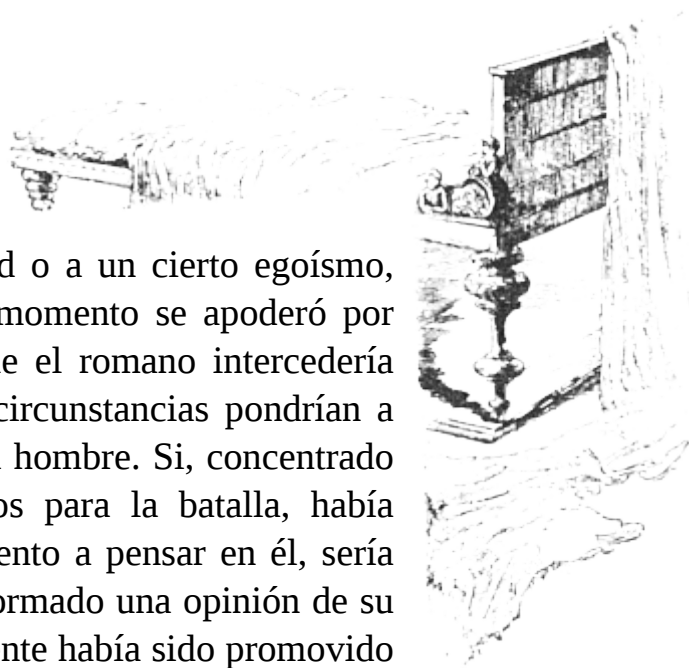 o a un cierto egoísmo,
momento se apoderó por
el romano intercedería
circunstancias pondrían a
hombre. Si, concentrado
para la batalla, había
a pensar en él, sería
una opinión de su
había sido promovido